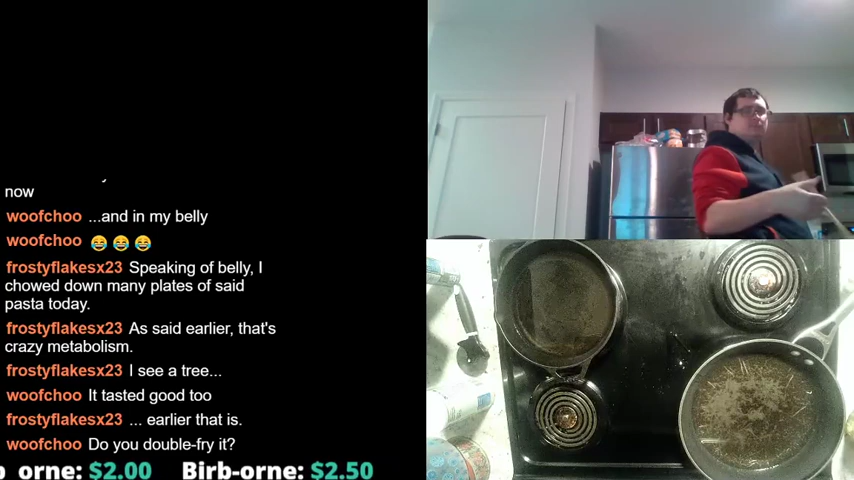 now
woofchoo ...and in my belly
woofchoo 😂 😂 😂
frostyflakesx23 Speaking of belly, I
chowed down many plates of said
pasta today.
frostyflakesx23 As said earlier, that's
crazy metabolism.
frostyflakesx23 I see a tree...
woofchoo It tasted good too
frostyflakesx23 ... earlier that is.
woofchoo Do you double-fry it?
orne: $2.00 Birb-orne: $2.50